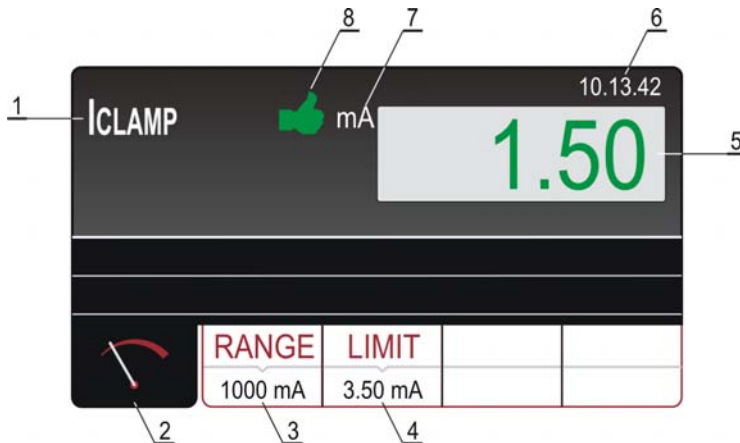 8 7 6
10.13.42
1 ICLAMP mA
1.50 5
RANGE LIMIT
1000 mA 3.50 mA
2 3 4